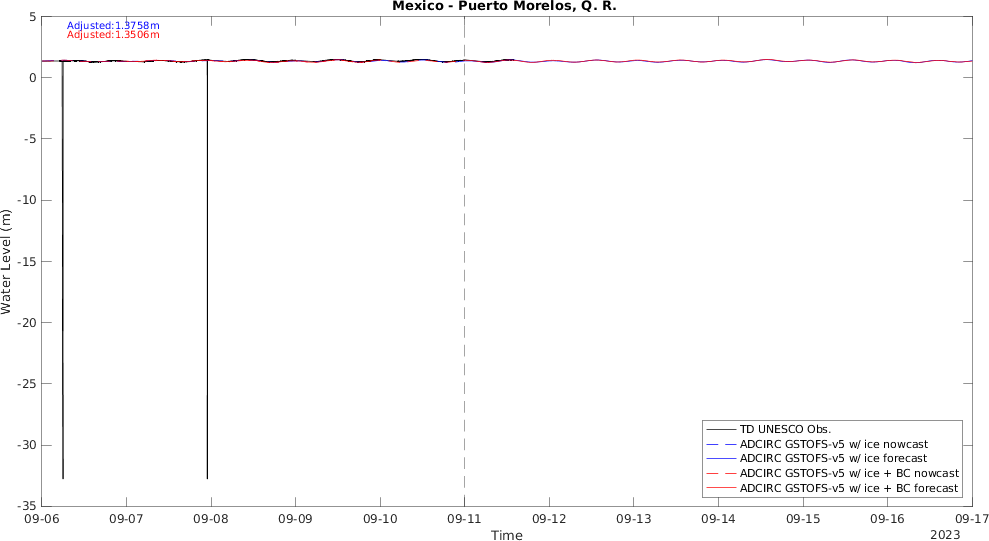 Mexico - Puerto Morelos, Q. R.
Adjusted:1.3758m
Adjusted:1.3506m
5
0
-5
-10
-15
-20
-25
-30
-35
Water Level (m)
TD UNESCO Obs.
ADCIRC GSTOFS-v5 w/ ice nowcast
ADCIRC GSTOFS-v5 w/ ice forecast
ADCIRC GSTOFS-v5 w/ ice + BC nowcast
ADCIRC GSTOFS-v5 w/ ice + BC forecast
09-06 09-07 09-08 09-09 09-10 09-11 09-12 09-13 09-14 09-15 09-16 09-17
Time
2023